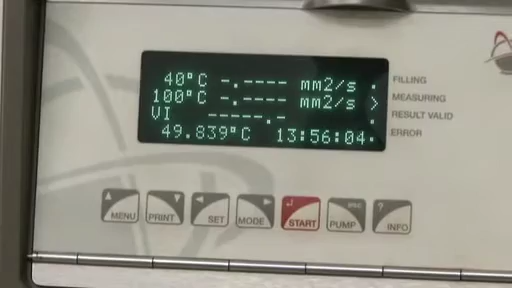 40°C -.---- mm2/s .
100°C -.---- mm2/s >
VI -----.- .
49.839°C 13:56:04.
FILLING
MEASURING
RESULT VALID
ERROR
MENU
PRINT
SET
MODE
START
ESC
PUMP
?
INFO